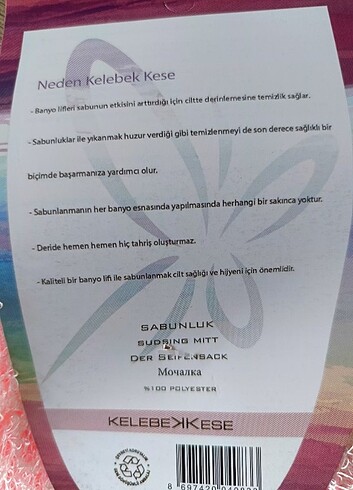 Neden Kelebek Kese
- Banyo lifleri sabunun etkisini arttırdığı için ciltte derinlemesine temizlik sağlar.
- Sabunluklar ile yıkanmak huzur verdiği gibi temizlenmeyi de son derece sağlıklı bir
biçimde başarmanıza yardımcı olur.
- Sabunlanmanın her banyo esnasında yapılmasında herhangi bir sakınca yoktur.
- Deride hemen hemen hiç tahriş oluşturmaz.
- Kaliteli bir banyo lifi ile sabunlanmak cilt sağlığı ve hijyeni için önemlidir.
SABUNLUK
SUDSING MITT
DER SEIFENBACK
Мочалка
%100 POLYESTER
KELEBEKKESE